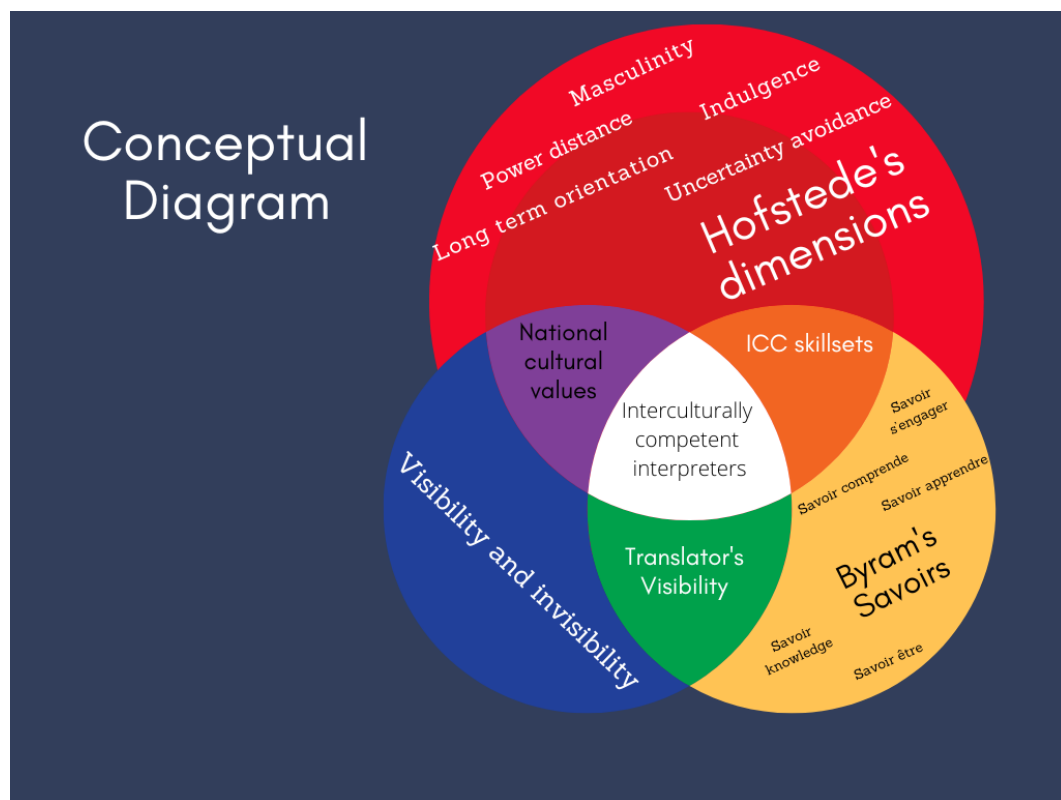 Conceptual
Diagram
Masculinity
Indulgence
Power distance
Uncertainty avoidance
Long term orientation
Hofstede's
dimensions
National
cultural
values
ICC skillsets
Interculturally
competent
interpreters
Savoir
s'engager
Savoir comprende
Savoir apprendre
Visibility and invisibility
Translator's
Visibility
Byram's
Savoirs
Savoir
knowledge
Savoir être